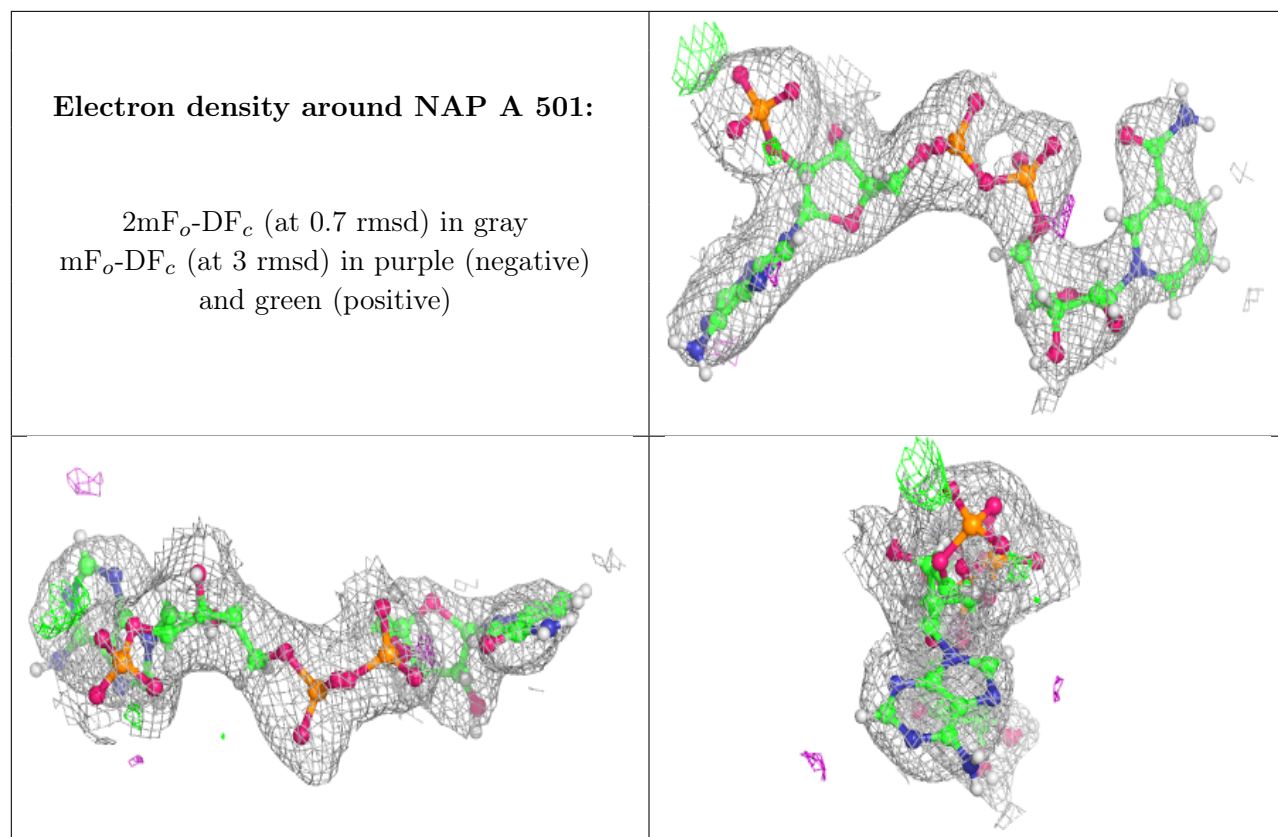 Electron density around NAP A 501:
2mFo-DFc (at 0.7 rmsd) in gray
mFo-DFc (at 3 rmsd) in purple (negative)
and green (positive)